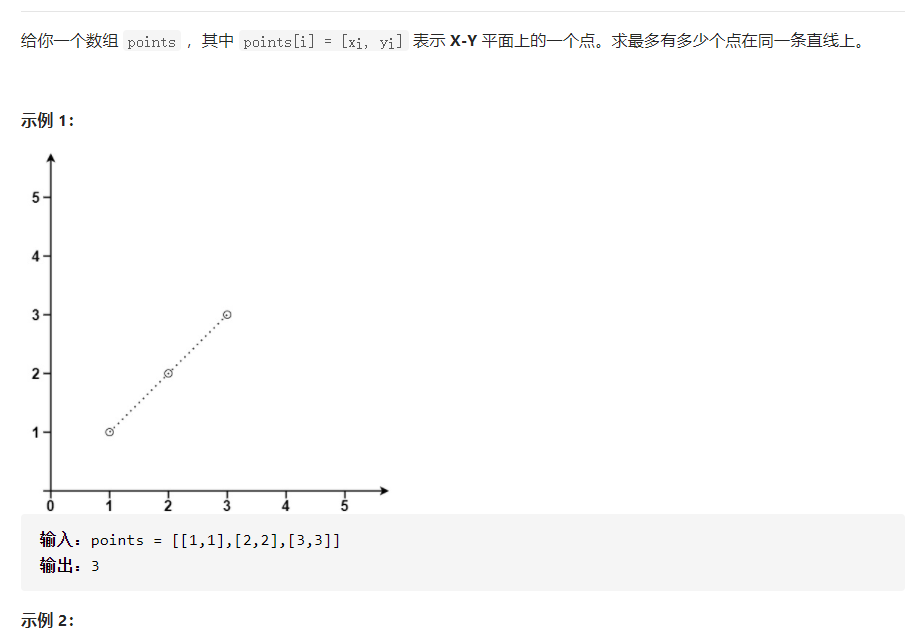 给你一个数组 points ，其中 points[i] = [xi, yi] 表示 X-Y 平面上的一个点。求最多有多少个点在同一条直线上。
示例 1：
5
4
3
2
1
0 1 2 3 4 5
输入：points = [[1,1],[2,2],[3,3]]
输出：3
示例 2：